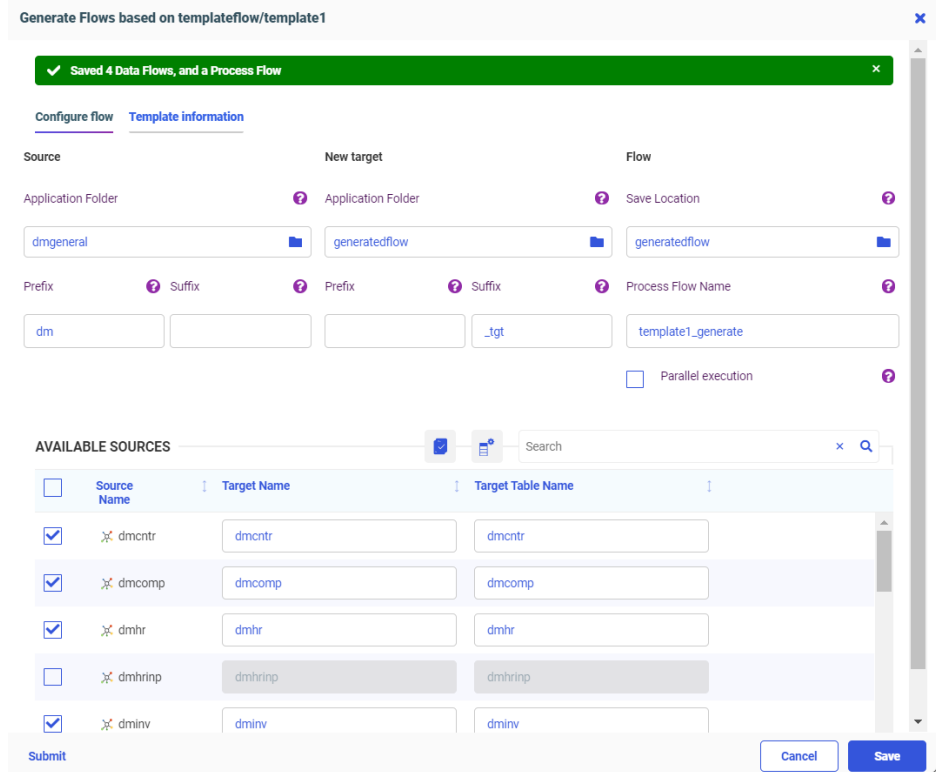 Generate Flows based on templateflow/template1
Saved 4 Data Flows, and a Process Flow
Configure flow Template information
Source New target Flow
Application Folder Application Folder Save Location
dmgeneral generatedflow generatedflow
Prefix Suffix Prefix Suffix Process Flow Name
dm _tgt template1_generate
Parallel execution
AVAILABLE SOURCES Search
Source Name Target Name Target Table Name
dmcntr dmcntr dmcntr
dmcomp dmcomp dmcomp
dmhr dmhr dmhr
dmhrinp dmhrinp dmhrinp
dminv dminv dminv
Submit Cancel Save